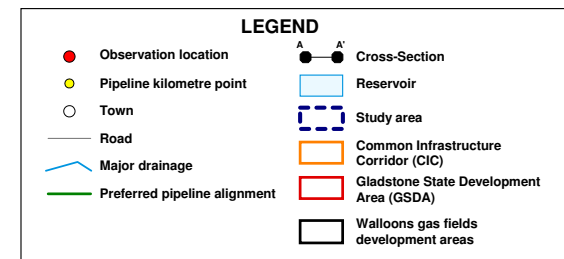 LEGEND
Observation location
Pipeline kilometre point
Town
Road
Major drainage
Preferred pipeline alignment
A A'
Cross-Section
Reservoir
Study area
Common Infrastructure
Corridor (CIC)
Gladstone State Development
Area (GSDA)
Walloons gas fields
development areas